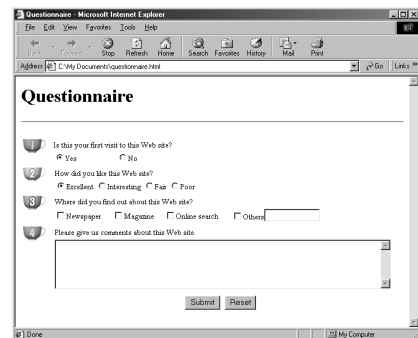 Questionnaire - Microsoft Internet Explorer
File Edit View Favorites Tools Help
Back Forward Stop Refresh Home Search Favorites History Mail Print
Address C:\My Documents\questionnaire.html Go Links »
Questionnaire
1 Is this your first visit to this Web site?
Yes No
2 How did you like this Web site?
Excellent Interesting Fair Poor
3 Where did you find out about this Web site?
Newspaper Magazine Online search Others
4 Please give us comments about this Web site.
Submit Reset
Done My Computer